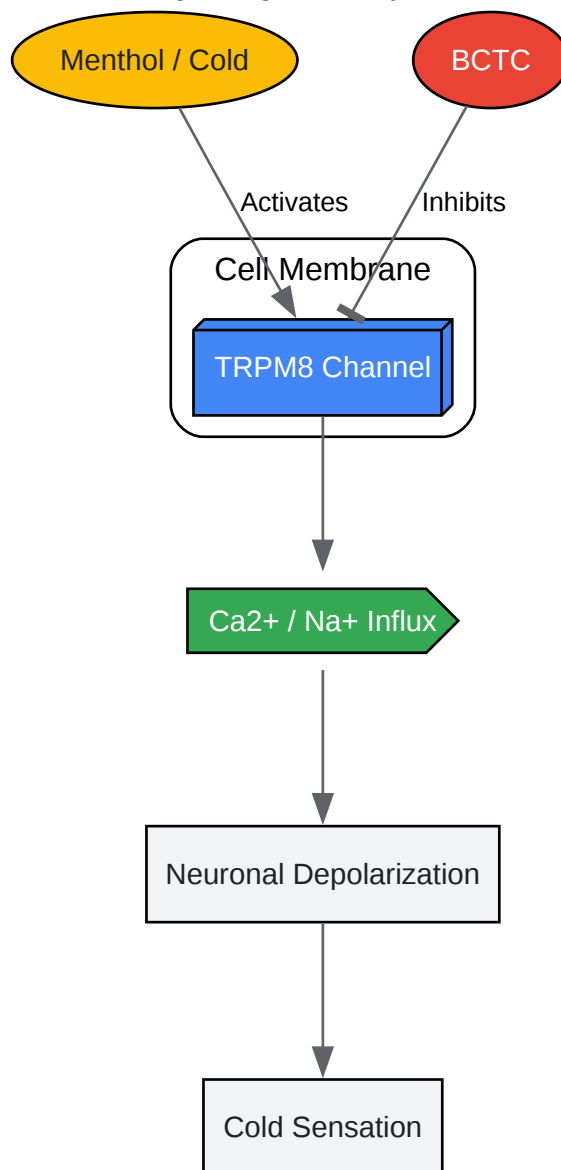 Menthol / Cold
BCTC
Activates
Inhibits
Cell Membrane
TRPM8 Channel
Ca2+ / Na+ Influx
Neuronal Depolarization
Cold Sensation